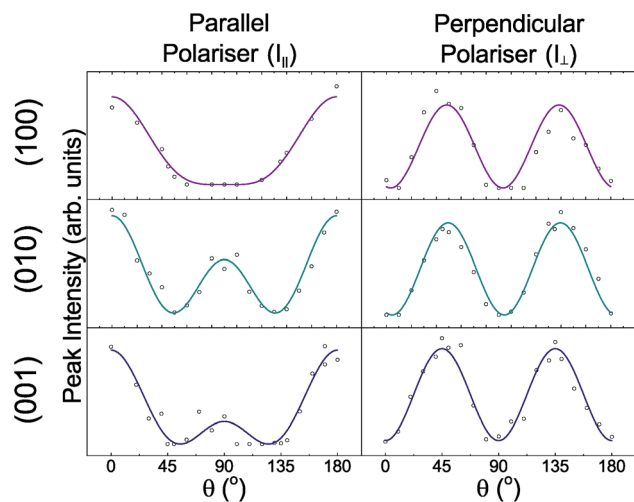 Parallel
Polariser (I||)
Perpendicular
Polariser (I⊥)
(100)
(010)
(001)
Peak Intensity (arb. units)
0 45 90 135 180 0 45 90 135 180
θ (°) θ (°)